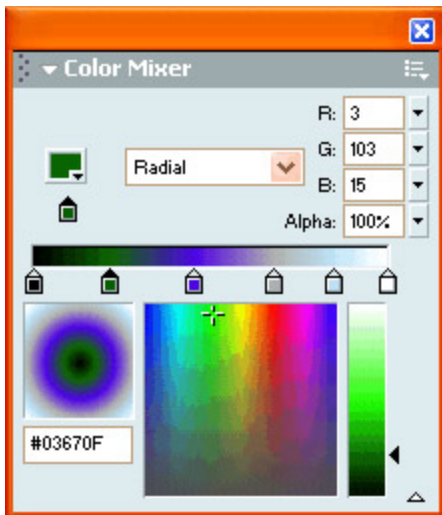 Color Mixer
R: 3
Radial
G: 103
B: 15
Alpha: 100%
#03670F